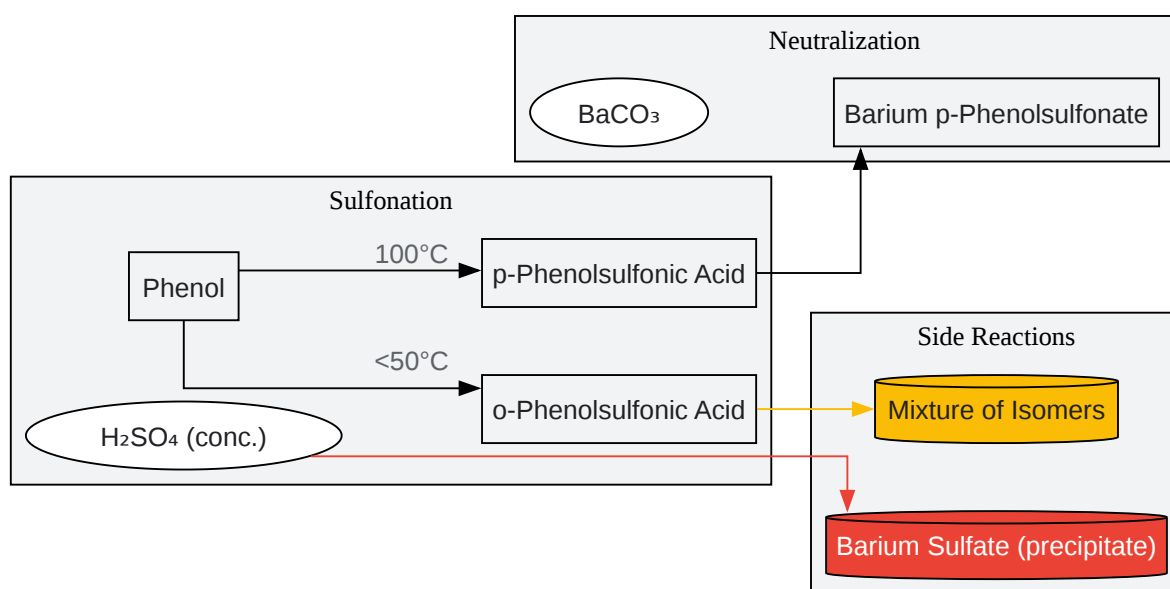 Neutralization
BaCO₃
Barium p-Phenolsulfonate
Sulfonation
100°C
Phenol
p-Phenolsulfonic Acid
<50°C
o-Phenolsulfonic Acid
H₂SO₄ (conc.)
Side Reactions
Mixture of Isomers
Barium Sulfate (precipitate)